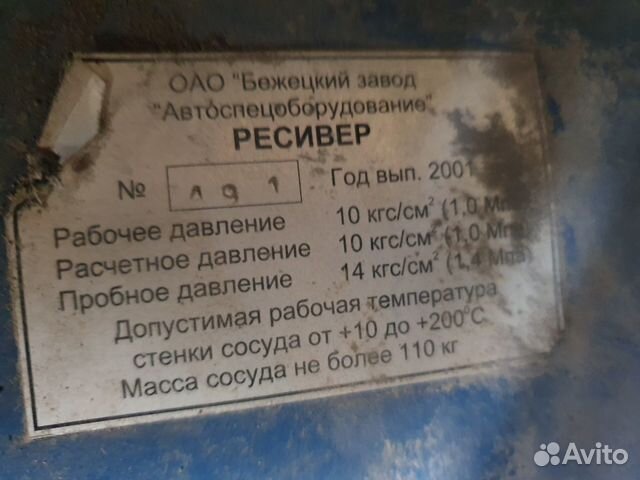 ОАО "Бежецкий завод
"Автоспецоборудование"
РЕСИВЕР
№ 191 Год вып. 2001
Рабочее давление 10 кгс/см² (1,0 Мпа)
Расчетное давление 10 кгс/см² (1,0 Мпа)
Пробное давление 14 кгс/см² (1,4 Мпа)
Допустимая рабочая температура
стенки сосуда от +10 до +200°С
Масса сосуда не более 110 кг
Avito